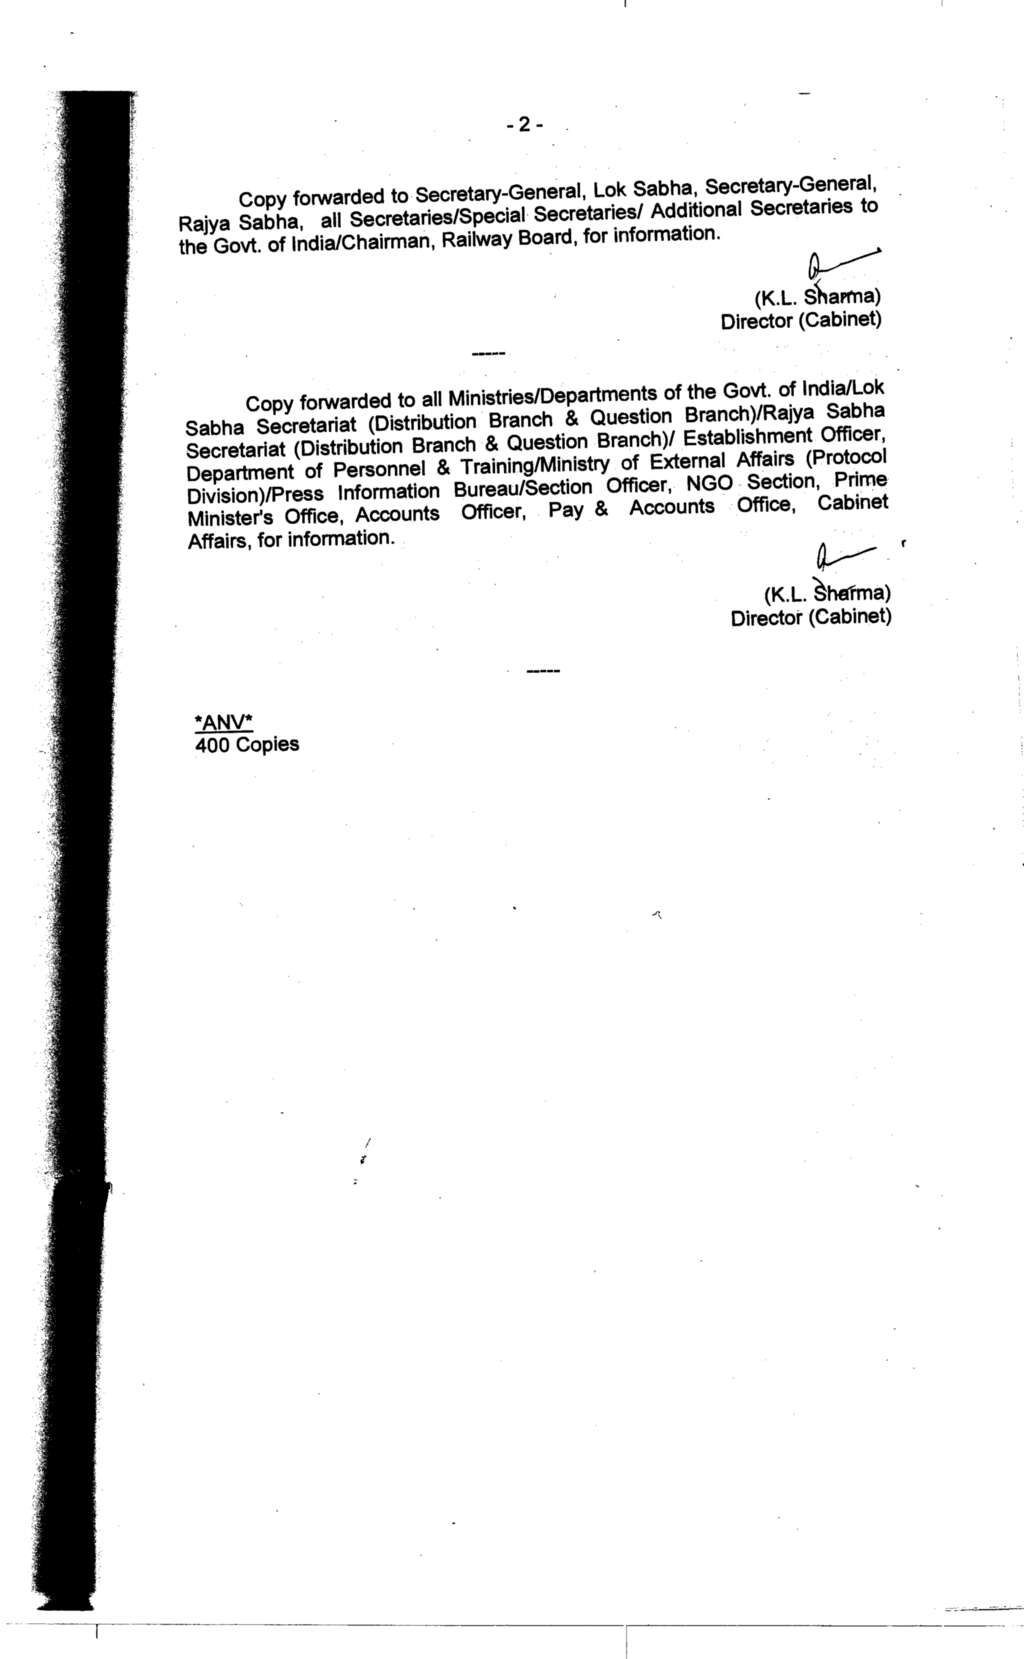 - 2 -
Copy forwarded to Secretary-General, Lok Sabha, Secretary-General,
Rajya Sabha, all Secretaries/Special Secretaries/ Additional Secretaries to
the Govt. of India/Chairman, Railway Board, for information.
(K.L. Sharma)
Director (Cabinet)
-----
Copy forwarded to all Ministries/Departments of the Govt. of India/Lok
Sabha Secretariat (Distribution Branch & Question Branch)/Rajya Sabha
Secretariat (Distribution Branch & Question Branch)/ Establishment Officer,
Department of Personnel & Training/Ministry of External Affairs (Protocol
Division)/Press Information Bureau/Section Officer, NGO Section, Prime
Minister's Office, Accounts Officer, Pay & Accounts Office, Cabinet
Affairs, for information.
(K.L. Sharma)
Director (Cabinet)
-----
*ANV*
400 Copies